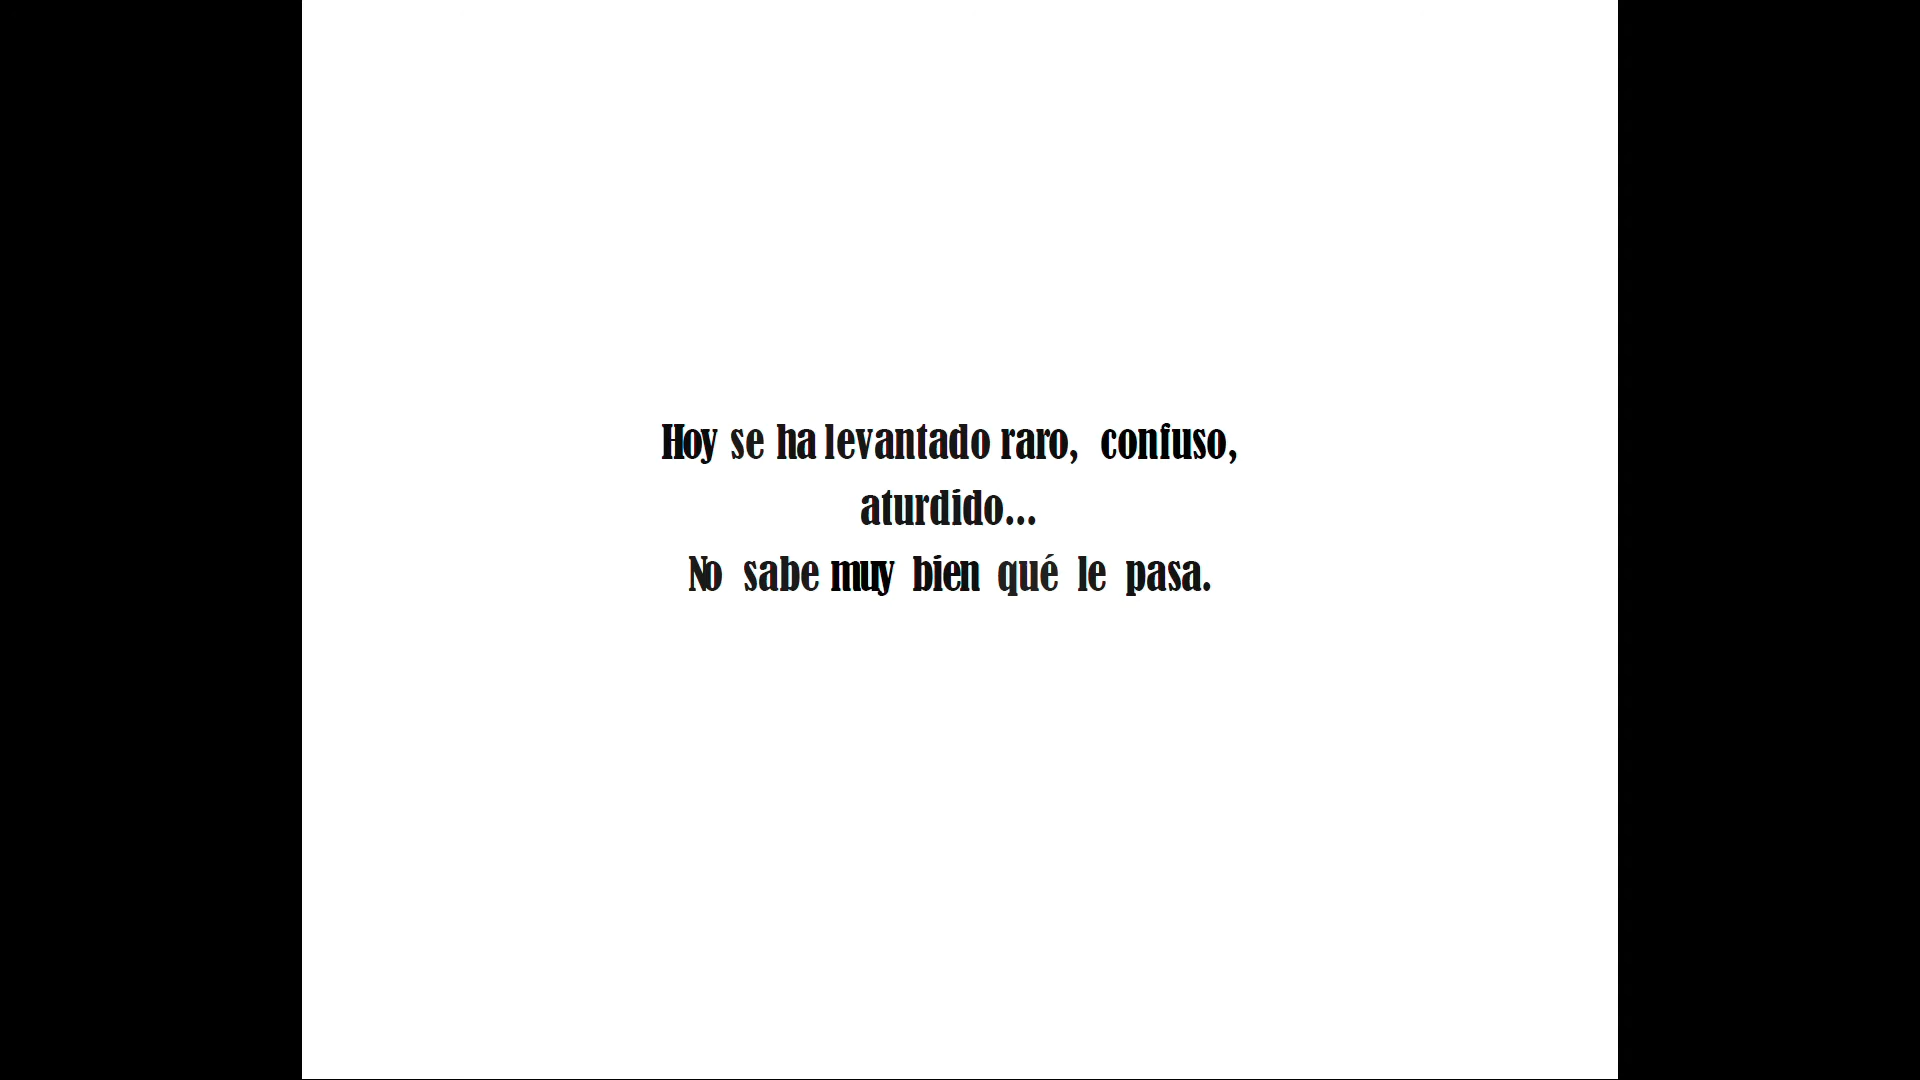 Hoy se ha levantado raro, confuso,
aturdido...
No sabe muy bien qué le pasa.